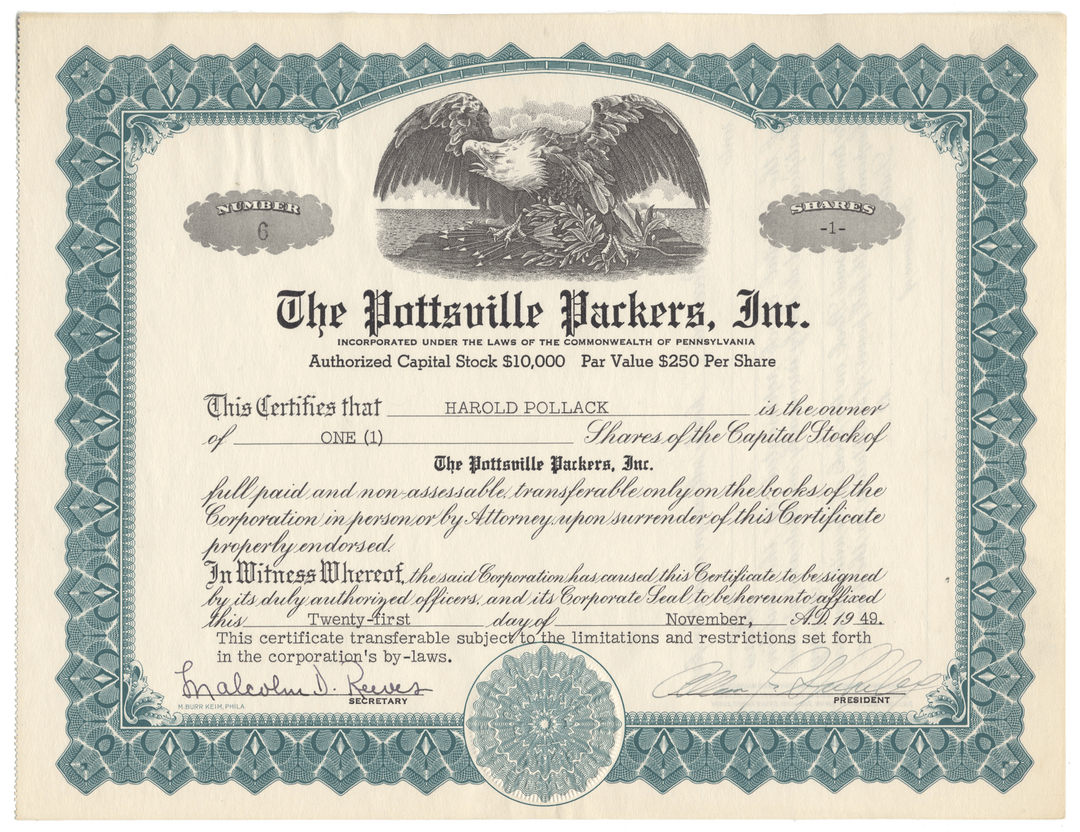 NUMBER
6
SHARES
-1-
The Pottsville Packers, Inc.
INCORPORATED UNDER THE LAWS OF THE COMMONWEALTH OF PENNSYLVANIA
Authorized Capital Stock $10,000 Par Value $250 Per Share
This Certifies that HAROLD POLLACK is the owner
of ONE (1) Shares of the Capital Stock of
The Pottsville Packers, Inc.
full paid and non-assessable, transferable only on the books of the
Corporation in person or by Attorney upon surrender of this Certificate
properly endorsed.
In Witness Whereof, the said Corporation has caused this Certificate to be signed
by its duly authorized officers, and its Corporate Seal to be hereunto affixed
this Twenty-first day of November, A.D. 19 49.
This certificate transferable subject to the limitations and restrictions set forth
in the corporation's by-laws.
Malcolm D. Reeves
SECRETARY
PRESIDENT
M. BURR KEIM, PHILA.